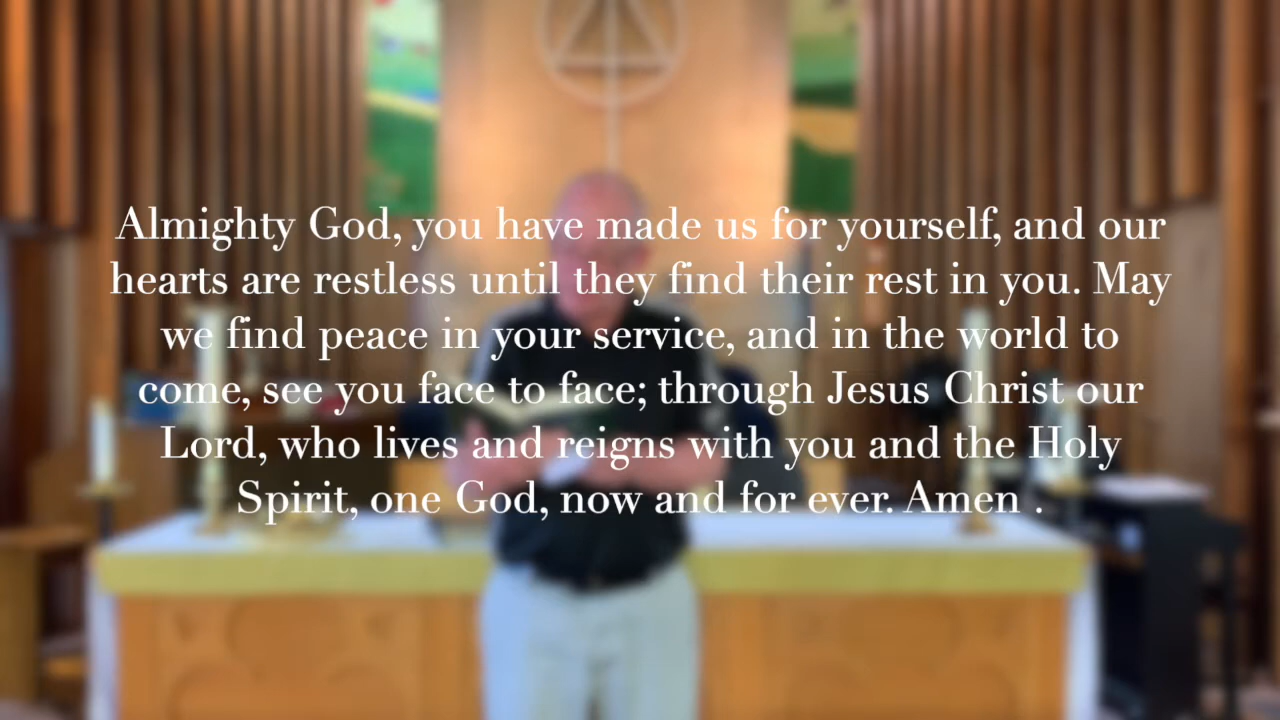 Almighty God, you have made us for yourself, and our
hearts are restless until they find their rest in you. May
we find peace in your service, and in the world to
come, see you face to face; through Jesus Christ our
Lord, who lives and reigns with you and the Holy
Spirit, one God, now and for ever. Amen .